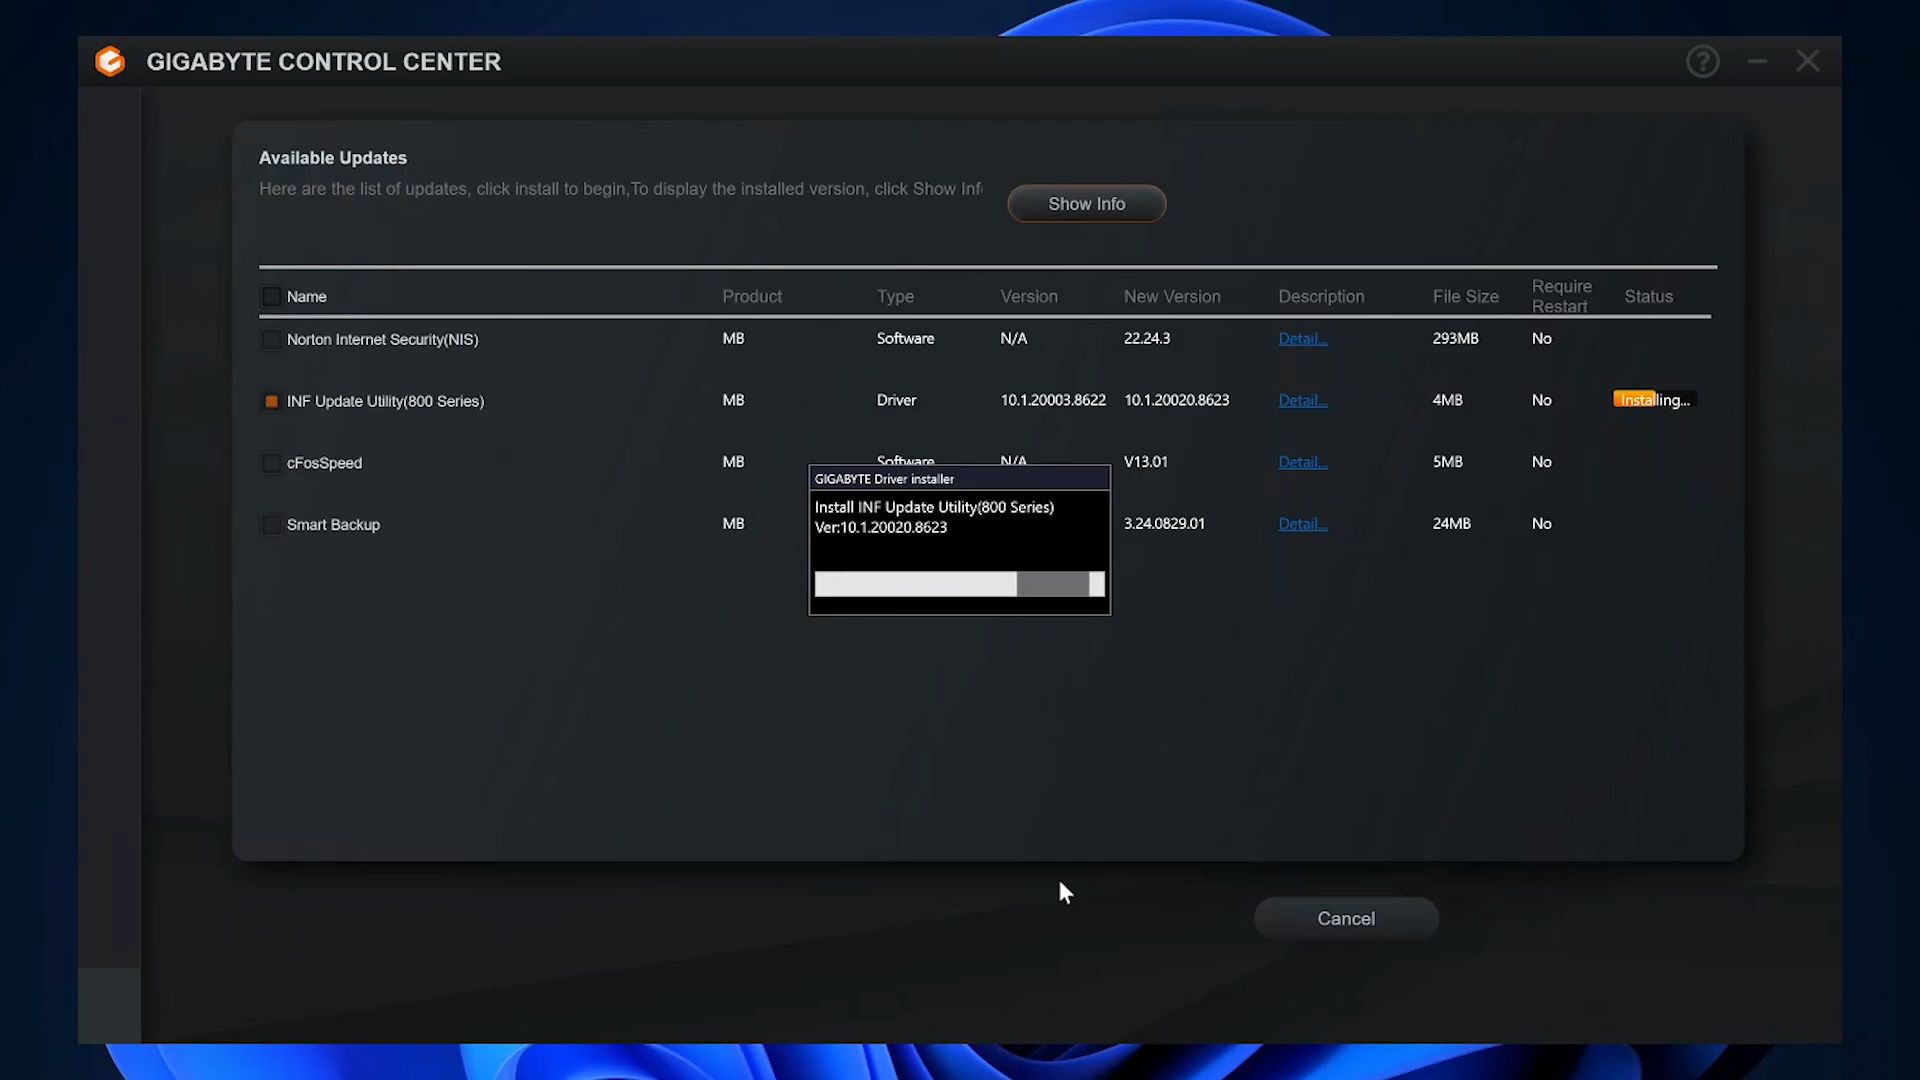 GIGABYTE CONTROL CENTER
Available Updates
Here are the list of updates, click install to begin,To display the installed version, click Show Inf
Show Info
Name Product Type Version New Version Description File Size Require Restart Status
Norton Internet Security(NIS) MB Software N/A 22.24.3 Detail... 293MB No
INF Update Utility(800 Series) MB Driver 10.1.20003.8622 10.1.20020.8623 Detail... 4MB No Installing...
cFosSpeed MB Software N/A V13.01 Detail... 5MB No
Smart Backup MB 3.24.0829.01 Detail... 24MB No
GIGABYTE Driver installer
Install INF Update Utility(800 Series)
Ver:10.1.20020.8623
Cancel